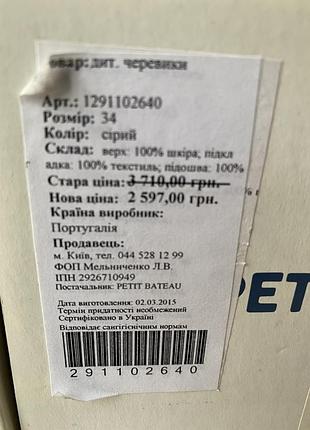 овар: дит. черевики
Арт.: 1291102640
Розмір: 34
Колір: сірий
Склад: верх: 100% шкіра; підкл
адка: 100% текстиль; підошва: 100%
Стара ціна: 3 710,00 грн.
Нова ціна: 2 597,00 грн.
Країна виробник:
Португалія
Продавець:
м. Київ, тел. 044 528 12 99
ФОП Мельниченко Л.В.
ІПН 2926710949
Постачальник: PETIT BATEAU
Дата виготовлення: 02.03.2015
Термін придатності необмежений
Сертифіковано в Україні
Відповідає сангігієнічним нормам
291102640
PET